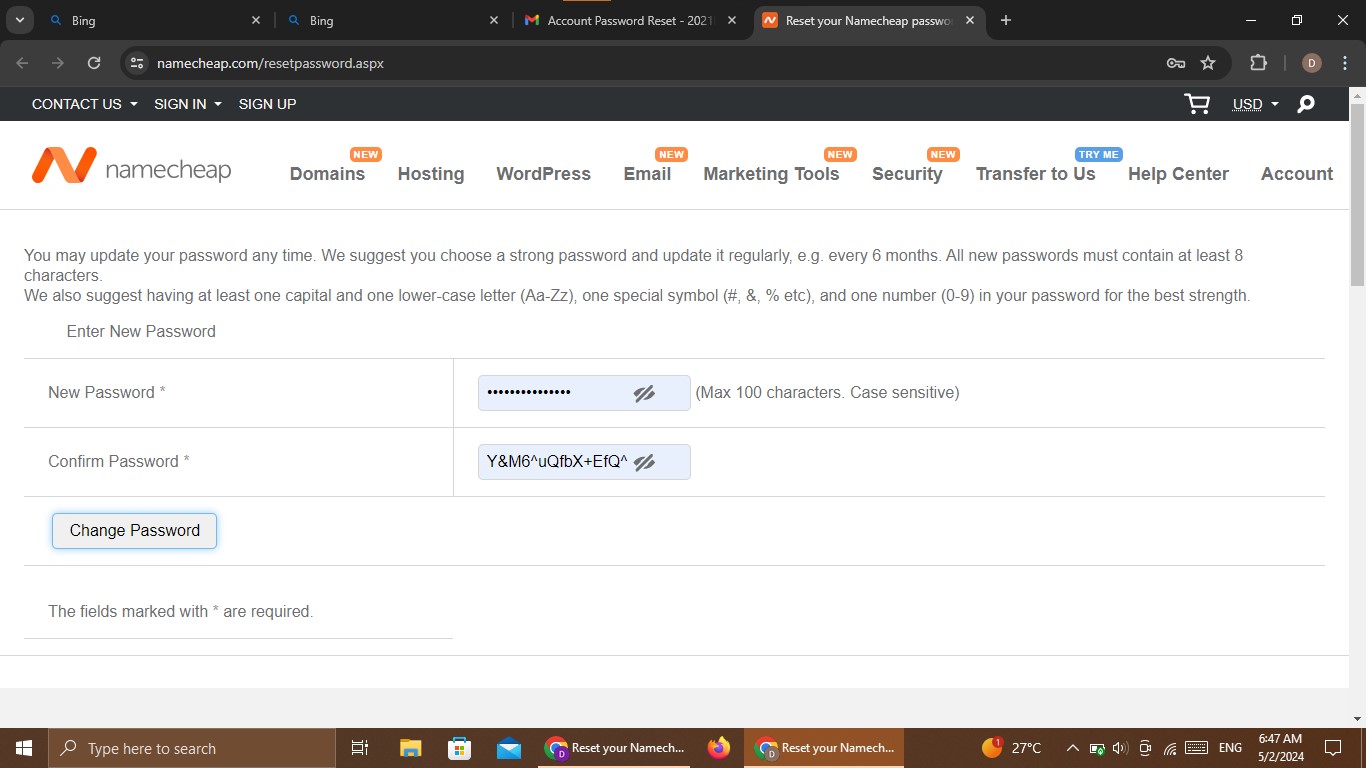 Bing
Bing
Account Password Reset - 2021
Reset your Namecheap passwo
namecheap.com/resetpassword.aspx
D
CONTACT US
SIGN IN
SIGN UP
USD
namecheap
Domains
NEW
Hosting
WordPress
Email
NEW
Marketing Tools
NEW
Security
NEW
Transfer to Us
TRY ME
Help Center
Account
You may update your password any time. We suggest you choose a strong password and update it regularly, e.g. every 6 months. All new passwords must contain at least 8
characters.
We also suggest having at least one capital and one lower-case letter (Aa-Zz), one special symbol (#, &, % etc), and one number (0-9) in your password for the best strength.
Enter New Password
New Password *
••••••••••••••• (Max 100 characters. Case sensitive)
Confirm Password *
Y&M6^uQfbX+EfQ^
Change Password
The fields marked with * are required.
Type here to search
D
Reset your Namech...
D
Reset your Namech...
1
27°C
ENG
6:47 AM
5/2/2024